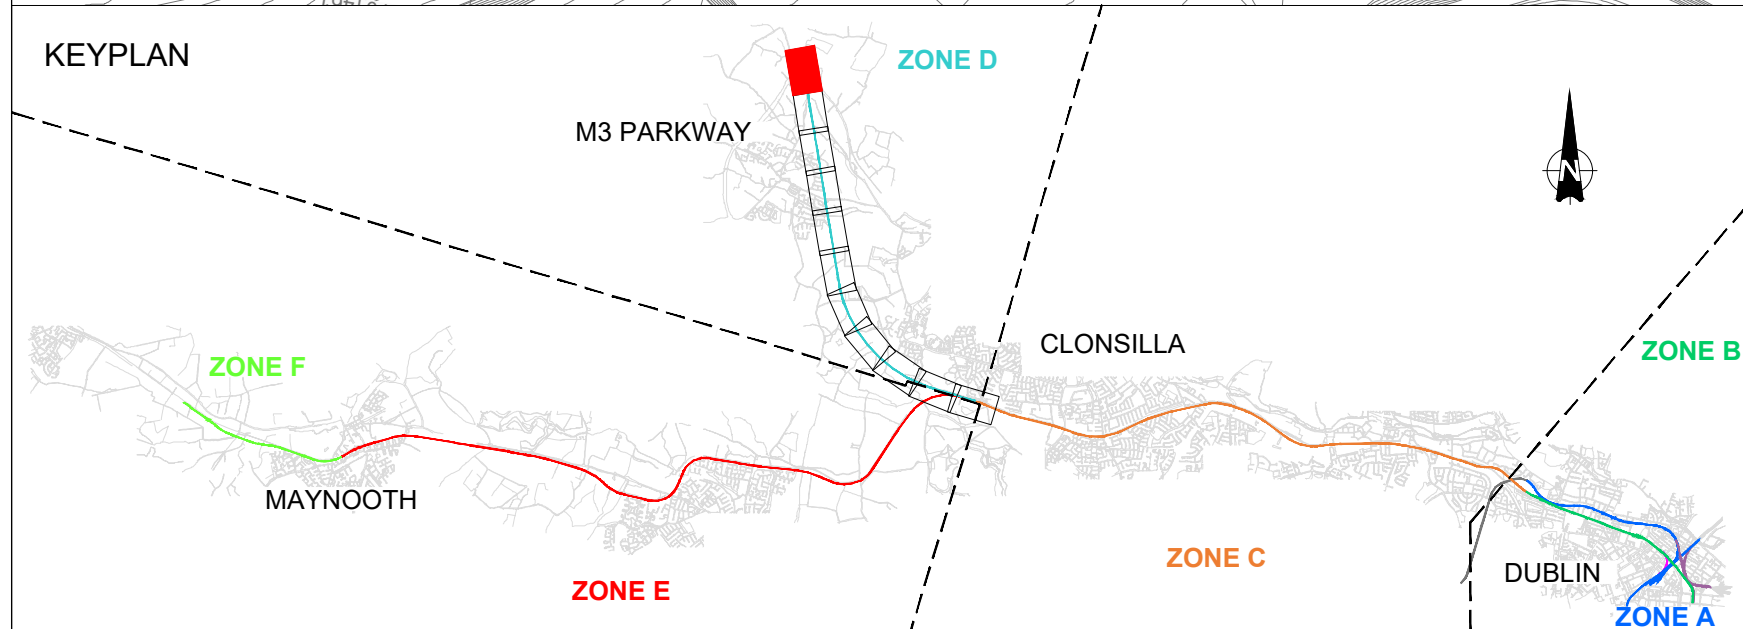 KEYPLAN
ZONE D
M3 PARKWAY
N
CLONSILLA
ZONE B
ZONE F
MAYNOOTH
ZONE C
DUBLIN
ZONE E
ZONE A